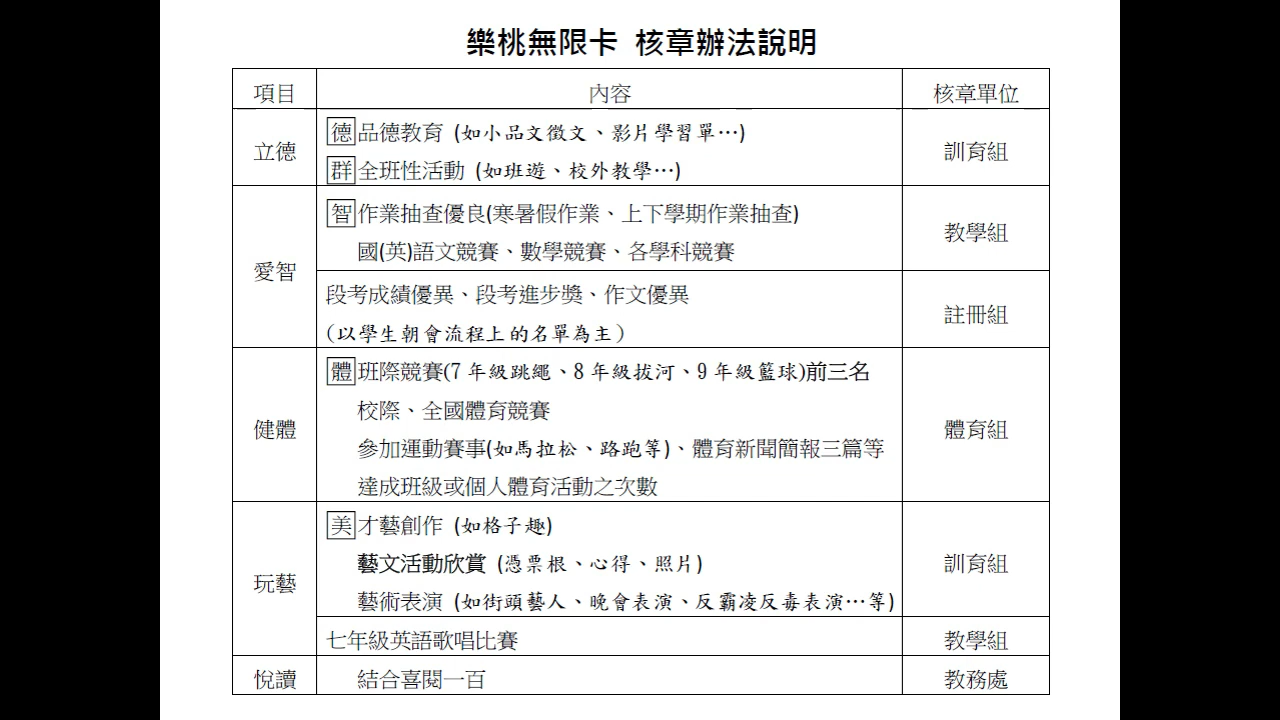 樂桃無限卡 核章辦法說明
項目 內容 核章單位
立德
德 品德教育 (如小品文徵文、影片學習單…)
群 全班性活動 (如班遊、校外教學…)
訓育組
愛智
智 作業抽查優良(寒暑假作業、上下學期作業抽查)
國(英)語文競賽、數學競賽、各學科競賽
教學組
段考成績優異、段考進步獎、作文優異
(以學生朝會流程上的名單為主)
註冊組
健體
體 班際競賽(7 年級跳繩、8 年級拔河、9 年級籃球)前三名
校際、全國體育競賽
參加運動賽事(如馬拉松、路跑等)、體育新聞簡報三篇等
達成班級或個人體育活動之次數
體育組
玩藝
美 才藝創作 (如格子趣)
藝文活動欣賞 (憑票根、心得、照片)
藝術表演 (如街頭藝人、晚會表演、反霸凌反毒表演…等)
訓育組
七年級英語歌唱比賽
教學組
悅讀 結合喜閱一百 教務處